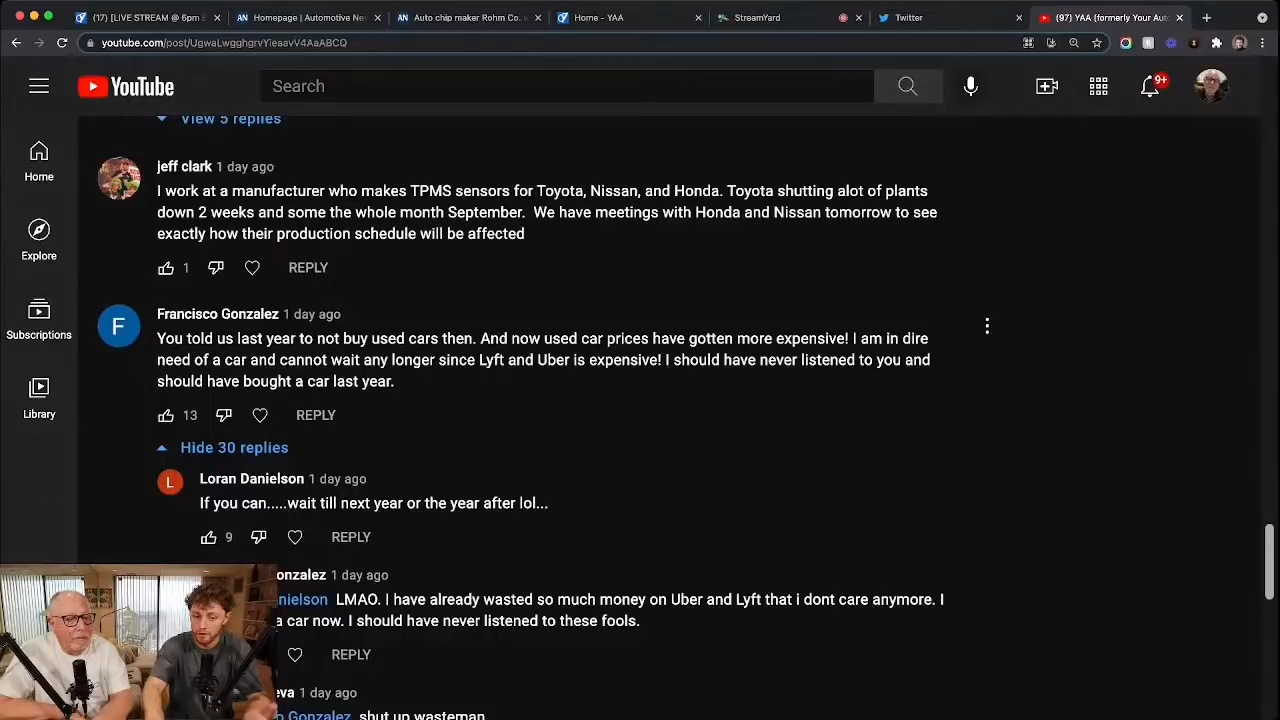 (17) [LIVE STREAM @ 6pm E
Homepage | Automotive Ne
Auto chip maker Rohm Co. w
Home - YAA
StreamYard
Twitter
(97) YAA (formerly Your Auto
youtube.com/post/UgwaLwgghgrvYieaavV4AaABCQ
YouTube
Search
9+
Home
Explore
Subscriptions
Library
View 5 replies
jeff clark 1 day ago
I work at a manufacturer who makes TPMS sensors for Toyota, Nissan, and Honda. Toyota shutting alot of plants
down 2 weeks and some the whole month September. We have meetings with Honda and Nissan tomorrow to see
exactly how their production schedule will be affected
1 REPLY
F
Francisco Gonzalez 1 day ago
You told us last year to not buy used cars then. And now used car prices have gotten more expensive! I am in dire
need of a car and cannot wait any longer since Lyft and Uber is expensive! I should have never listened to you and
should have bought a car last year.
13 REPLY
Hide 30 replies
L
Loran Danielson 1 day ago
If you can.....wait till next year or the year after lol...
9 REPLY
onzalez 1 day ago
nielson LMAO. I have already wasted so much money on Uber and Lyft that i dont care anymore. I
a car now. I should have never listened to these fools.
REPLY
eva 1 day ago
Gonzalez shut up wasteman